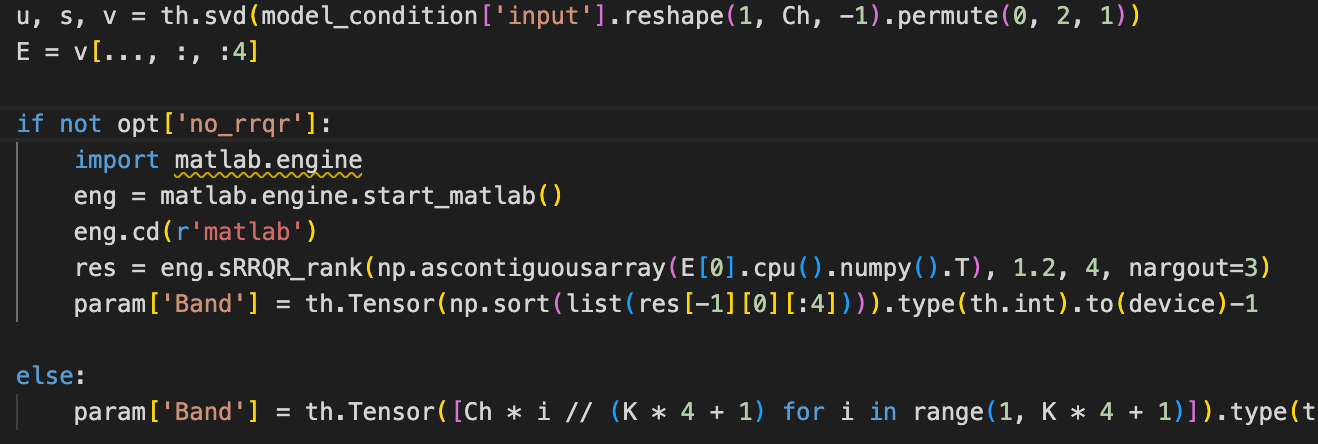 u, s, v = th.svd(model_condition['input'].reshape(1, Ch, -1).permute(0, 2, 1))
E = v[..., :, :4]
if not opt['no_rrqr']:
import matlab.engine
eng = matlab.engine.start_matlab()
eng.cd(r'matlab')
res = eng.sRRQR_rank(np.ascontiguousarray(E[0].cpu().numpy().T), 1.2, 4, nargout=3)
param['Band'] = th.Tensor(np.sort(list(res[-1][0][:4]))).type(th.int).to(device)-1
else:
param['Band'] = th.Tensor([Ch * i // (K * 4 + 1) for i in range(1, K * 4 + 1)]).type(t